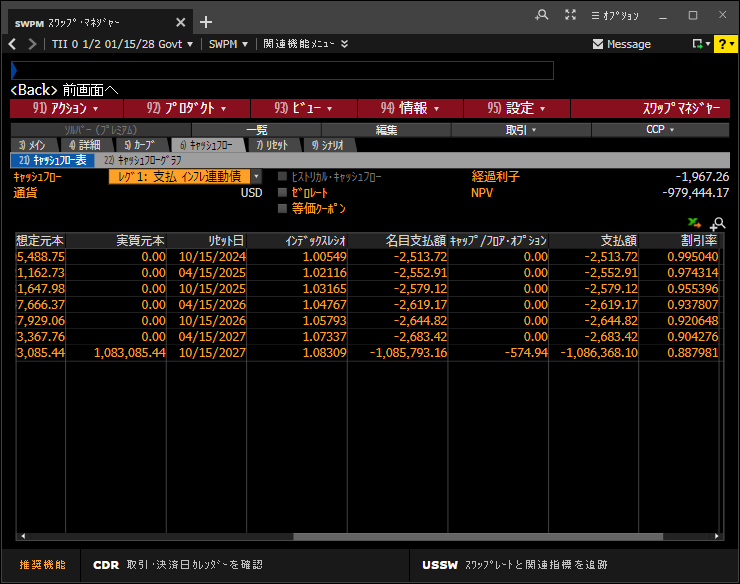 SWPM スワップ・マネジャー × +
三 オプション
TII 0 1/2 01/15/28 Govt SWPM 関連機能メニュー Message ?
<Back> 前画面へ
91) アクション 92) プロダクト 93) ビュー 94) 情報 95) 設定 スワップマネジャー
ソルバー (プレミアム) 一覧 編集 取引 CCP
3) メイン 4) 詳細 5) カーブ 6) キャッシュフロー 7) リセット 9) シナリオ
21) キャッシュフロー表 22) キャッシュフローグラフ
キャッシュフロー レグ1: 支払 インフレ連動債 ヒストリカル・キャッシュフロー 経過利子 -1,967.26
通貨 USD ゼロレート NPV -979,444.17
等価クーポン
想定元本 実質元本 リセット日 インデックスレシオ 名目支払額 キャップ/フロア・オプション 支払額 割引率
5,488.75 0.00 10/15/2024 1.00549 -2,513.72 0.00 -2,513.72 0.995040
1,162.73 0.00 04/15/2025 1.02116 -2,552.91 0.00 -2,552.91 0.974314
1,647.98 0.00 10/15/2025 1.03165 -2,579.12 0.00 -2,579.12 0.955396
7,666.37 0.00 04/15/2026 1.04767 -2,619.17 0.00 -2,619.17 0.937807
7,929.06 0.00 10/15/2026 1.05793 -2,644.82 0.00 -2,644.82 0.920648
3,367.76 0.00 04/15/2027 1.07337 -2,683.42 0.00 -2,683.42 0.904276
3,085.44 1,083,085.44 10/15/2027 1.08309 -1,085,793.16 -574.94 -1,086,368.10 0.887981
推奨機能 CDR 取引・決済日カレンダーを確認 USSW スワップレートと関連指標を追跡